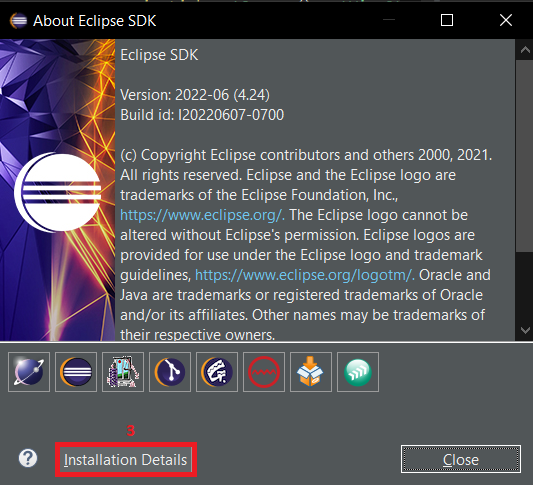 About Eclipse SDK
Eclipse SDK
Version: 2022-06 (4.24)
Build id: I20220607-0700
(c) Copyright Eclipse contributors and others 2000, 2021.
All rights reserved. Eclipse and the Eclipse logo are
trademarks of the Eclipse Foundation, Inc.,
https://www.eclipse.org/. The Eclipse logo cannot be
altered without Eclipse's permission. Eclipse logos are
provided for use under the Eclipse logo and trademark
guidelines, https://www.eclipse.org/logotm/. Oracle and
Java are trademarks or registered trademarks of Oracle
and/or its affiliates. Other names may be trademarks of
their respective owners.
3
? Installation Details Close